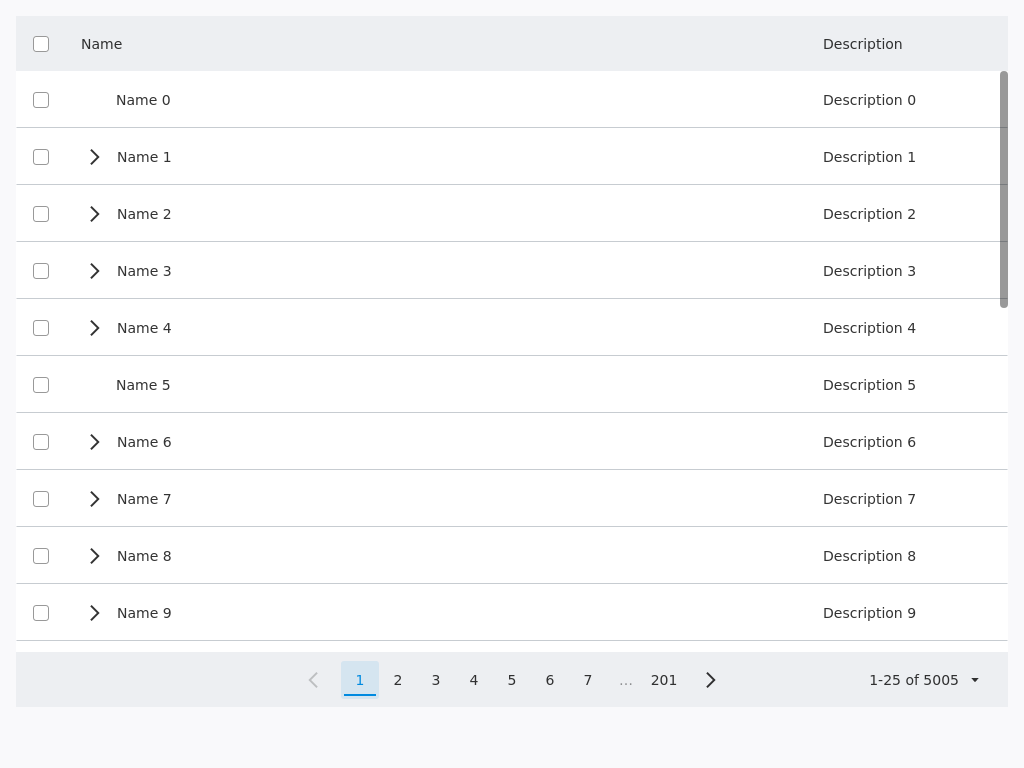 Name Description
Name 0 Description 0
Name 1 Description 1
Name 2 Description 2
Name 3 Description 3
Name 4 Description 4
Name 5 Description 5
Name 6 Description 6
Name 7 Description 7
Name 8 Description 8
Name 9 Description 9
1 2 3 4 5 6 7 ... 201 1-25 of 5005